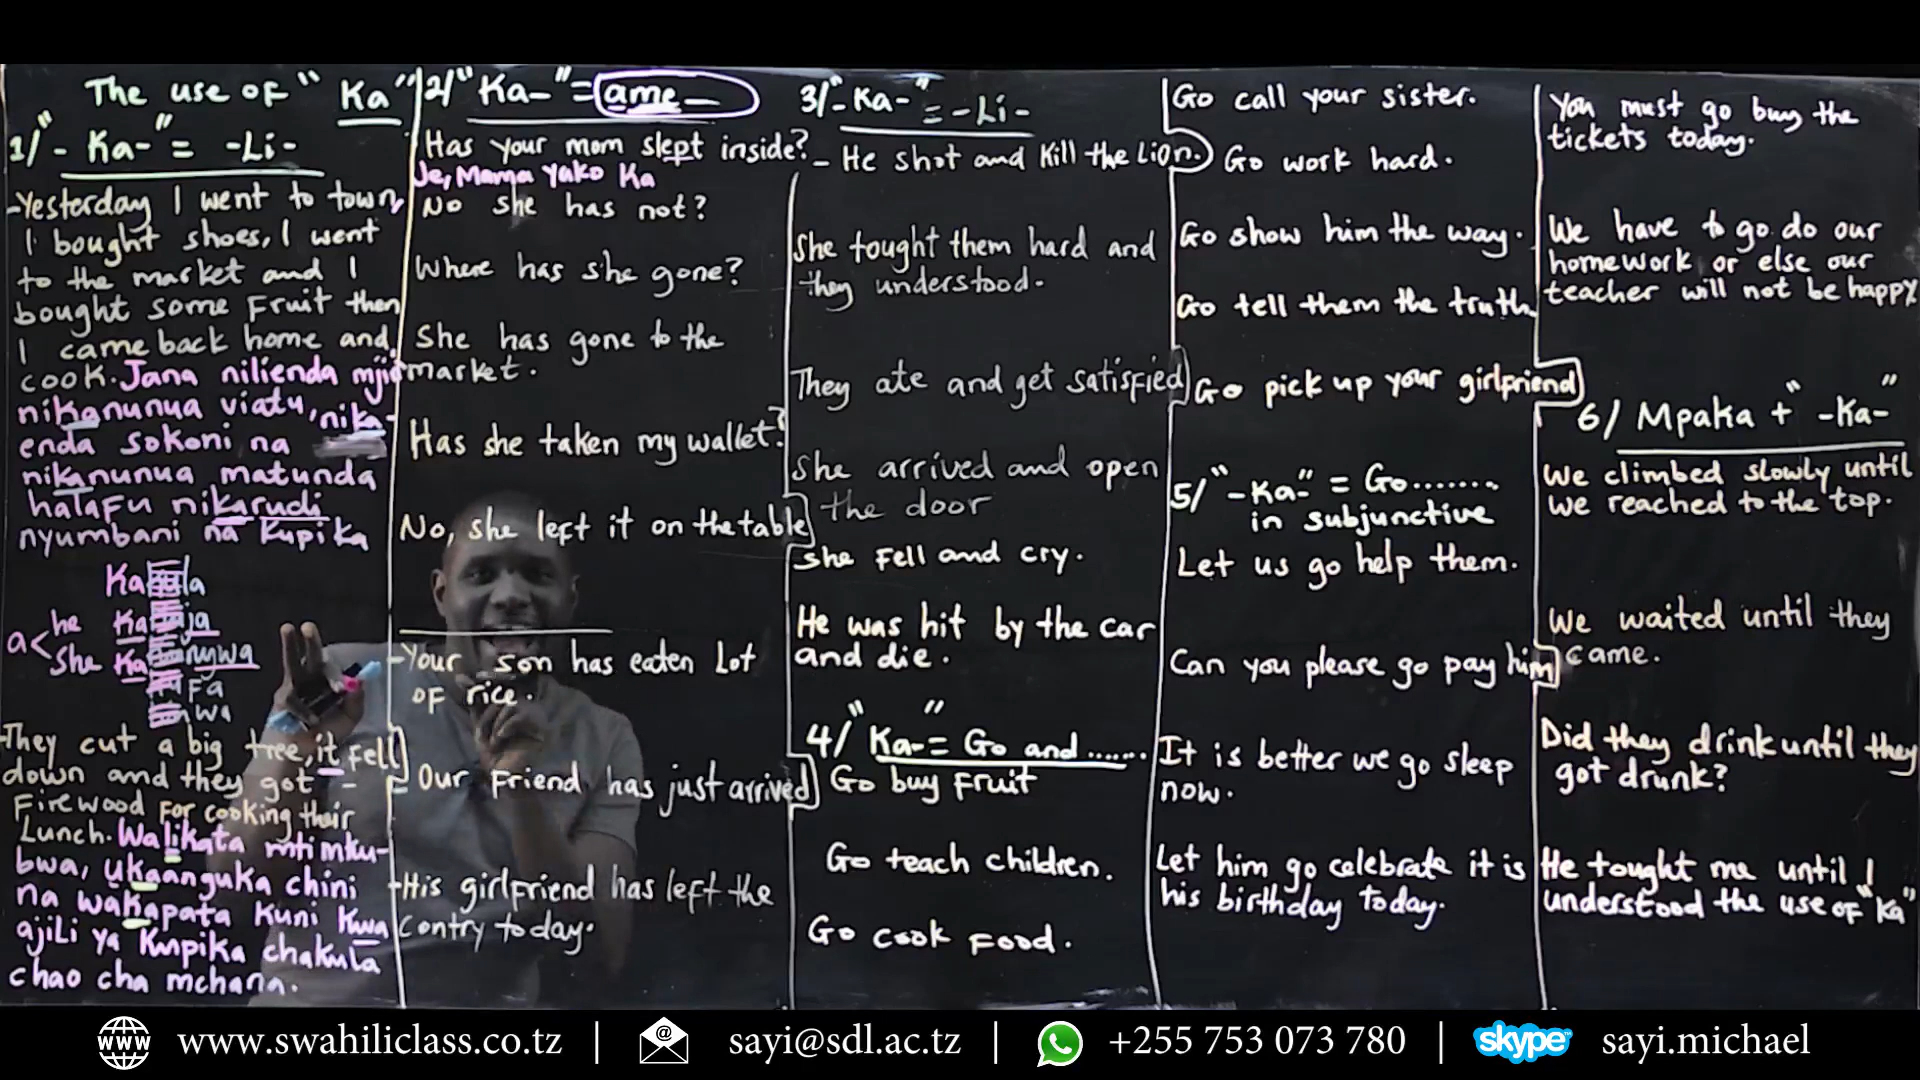 The use of "Ka"
1/ "-Ka-" = -Li-
-Yesterday I went to town,
I bought shoes, I went
to the market and I
bought some Fruit then
I came back home and
cook. Jana nilienda mjio
nikanunua viatu, nika-
enda sokoni na
nikanunua matunda
halafu nikarudi
nyumbani na Kupika
Ka la
a< he Ka ja
she Ka nywa
Fa
wa
They cut a big tree, it fell
down and they got -
Firewood For cooking their
Lunch. Walikata mti mku-
bwa, ukaanguka chini
na wakapata Kuni Kwa
ajili ya Kupika chakula
chao cha mchana.
2/ "Ka-" = ame-
Has your mom slept inside?
Je, Mama yako Ka
No she has not?
Where has she gone?
She has gone to the
market.
Has she taken my wallet?
No, she left it on the table
-Your son has eaten Lot
of rice.
- Our Friend has just arrived
-His girlfriend has left the
contry today.
3/ "-Ka-" = -Li-
- He shot and Kill the Lion.
She tought them hard and
they understood.
They ate and get satisfied
She arrived and open
the door
She fell and cry.
He was hit by the car
and die.
4/ "Ka-" = Go and ......
Go buy Fruit
Go teach children.
Go cook Food.
Go call your sister.
Go work hard.
Go show him the way.
Go tell them the truth.
Go pick up your girlfriend
5/ "-Ka-" = Go.......
in subjunctive
Let us go help them.
Can you please go pay him
It is better we go sleep
now.
Let him go celebrate it is
his birthday today.
You must go buy the
tickets today.
We have to go do our
homework or else our
teacher will not be happy
6/ Mpaka + "-Ka-"
We climbed slowly until
we reached to the top.
We waited until they
came.
Did they drink until they
got drunk?
He tought me until I
understood the use of "Ka"
www.swahiliclass.co.tz | sayi@sdl.ac.tz | +255 753 073 780 | skype sayi.michael